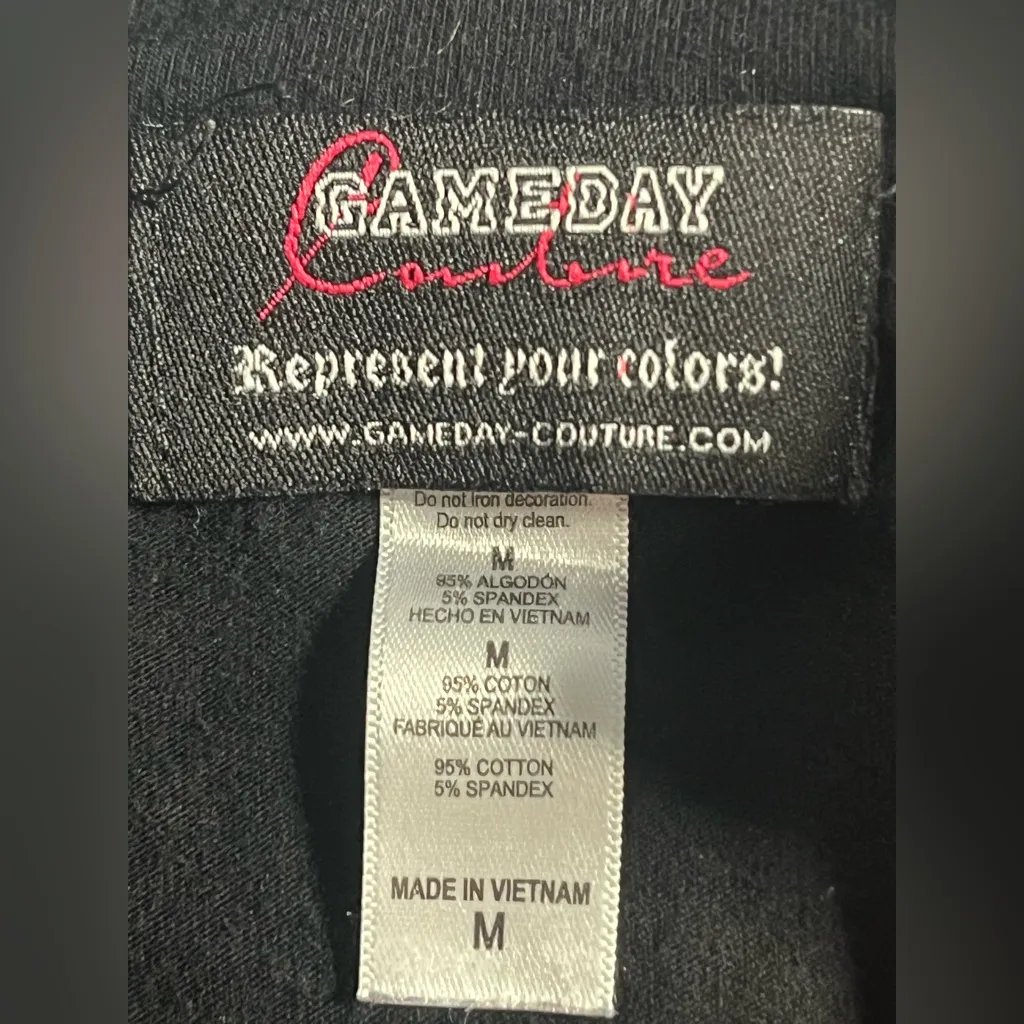 GAMEDAY
Couture
Represent your colors!
WWW.GAMEDAY-COUTURE.COM
Do not iron decoration.
Do not dry clean.
M
95% ALGODÓN
5% SPANDEX
HECHO EN VIETNAM
M
95% COTON
5% SPANDEX
FABRIQUÉ AU VIETNAM
95% COTTON
5% SPANDEX
MADE IN VIETNAM
M